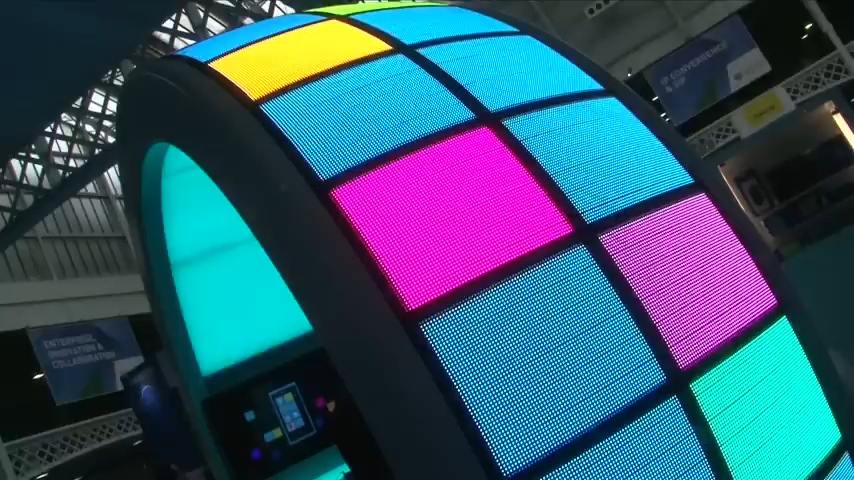 IP CONVERGENCE
& SIP
ENTERPRISE,
INNOVATION &
COLLABORATION